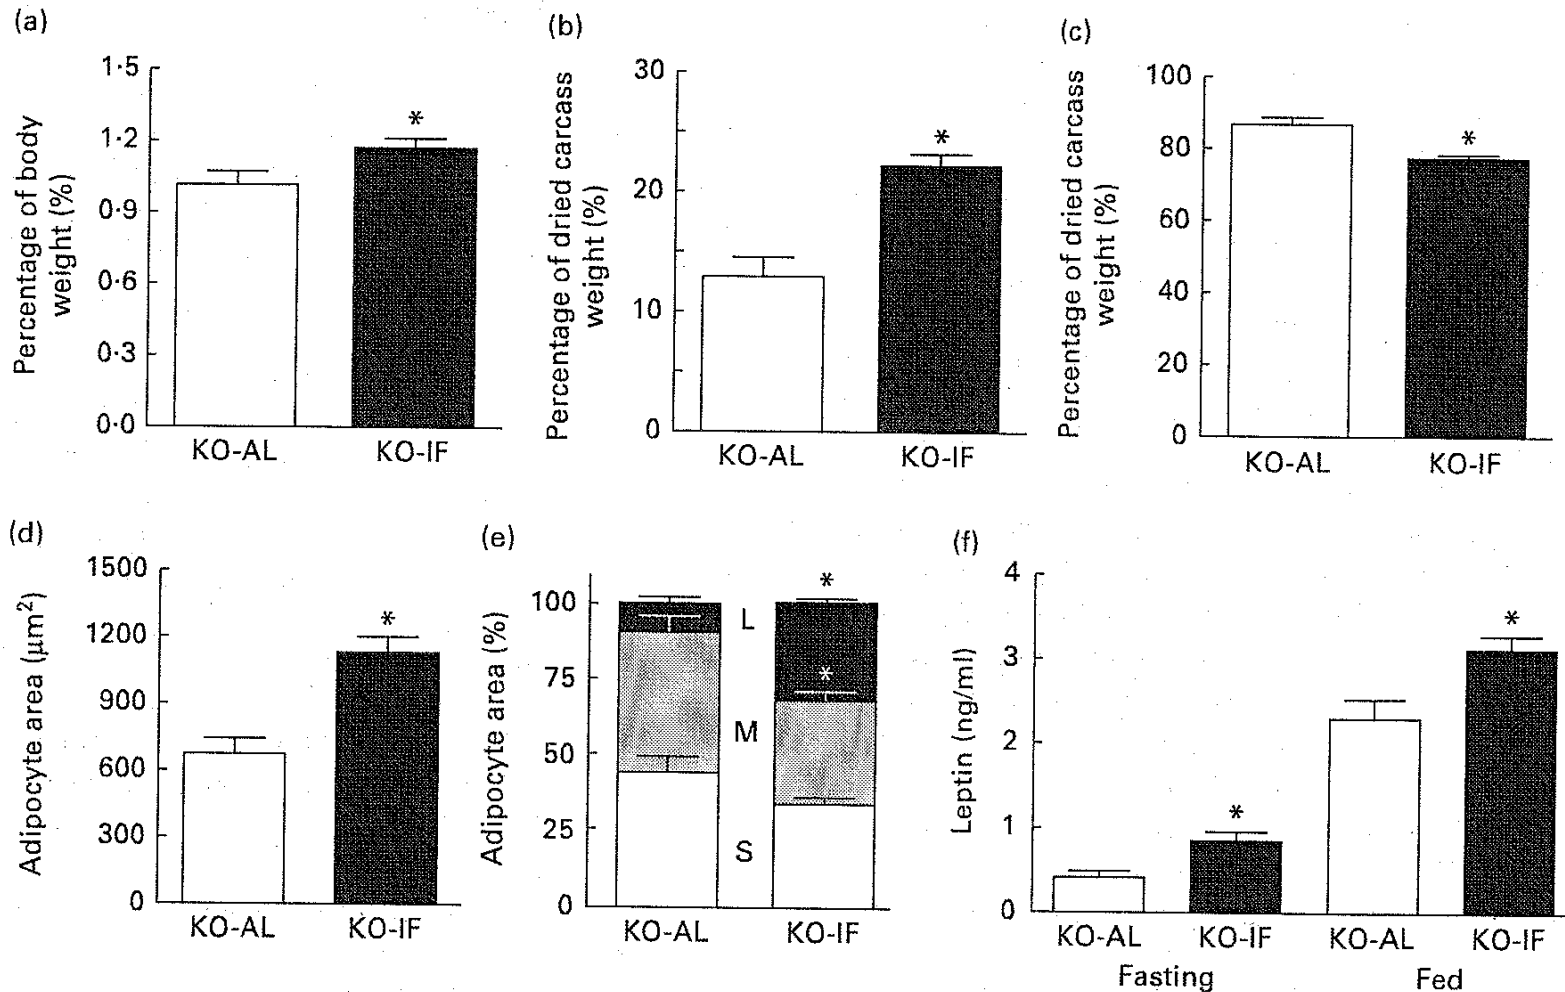 (a)
Percentage of body
weight (%)
1·5
1·2
0·9
0·6
0·3
0·0
*
KO-AL
KO-IF
(b)
Percentage of dried carcass
weight (%)
30
20
10
0
*
KO-AL
KO-IF
(c)
Percentage of dried carcass
weight (%)
100
80
60
40
20
0
*
KO-AL
KO-IF
(d)
Adipocyte area (μm²)
1500
1200
900
600
300
0
*
KO-AL
KO-IF
(e)
Adipocyte area (%)
100
75
50
25
0
L
M
S
*
*
KO-AL
KO-IF
(f)
Leptin (ng/ml)
4
3
2
1
0
*
*
KO-AL
KO-IF
KO-AL
KO-IF
Fasting
Fed